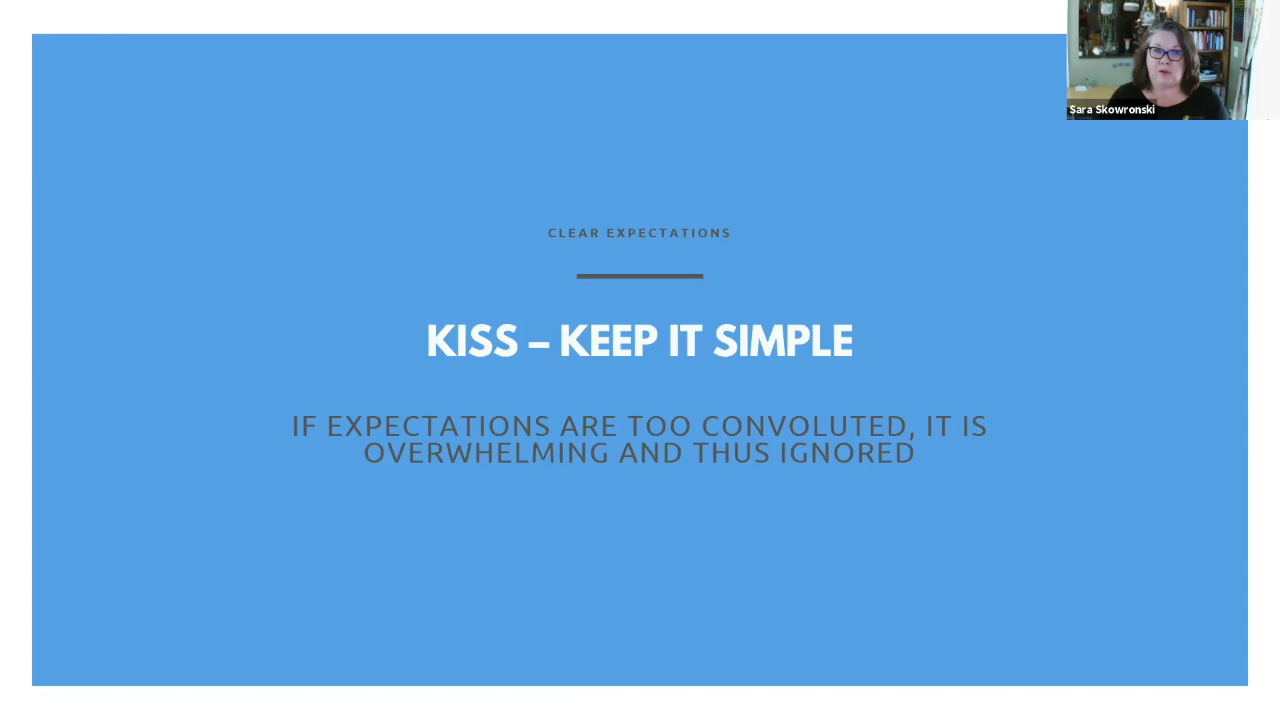 Sara Skowronski
CLEAR EXPECTATIONS
KISS – KEEP IT SIMPLE
IF EXPECTATIONS ARE TOO CONVOLUTED, IT IS
OVERWHELMING AND THUS IGNORED